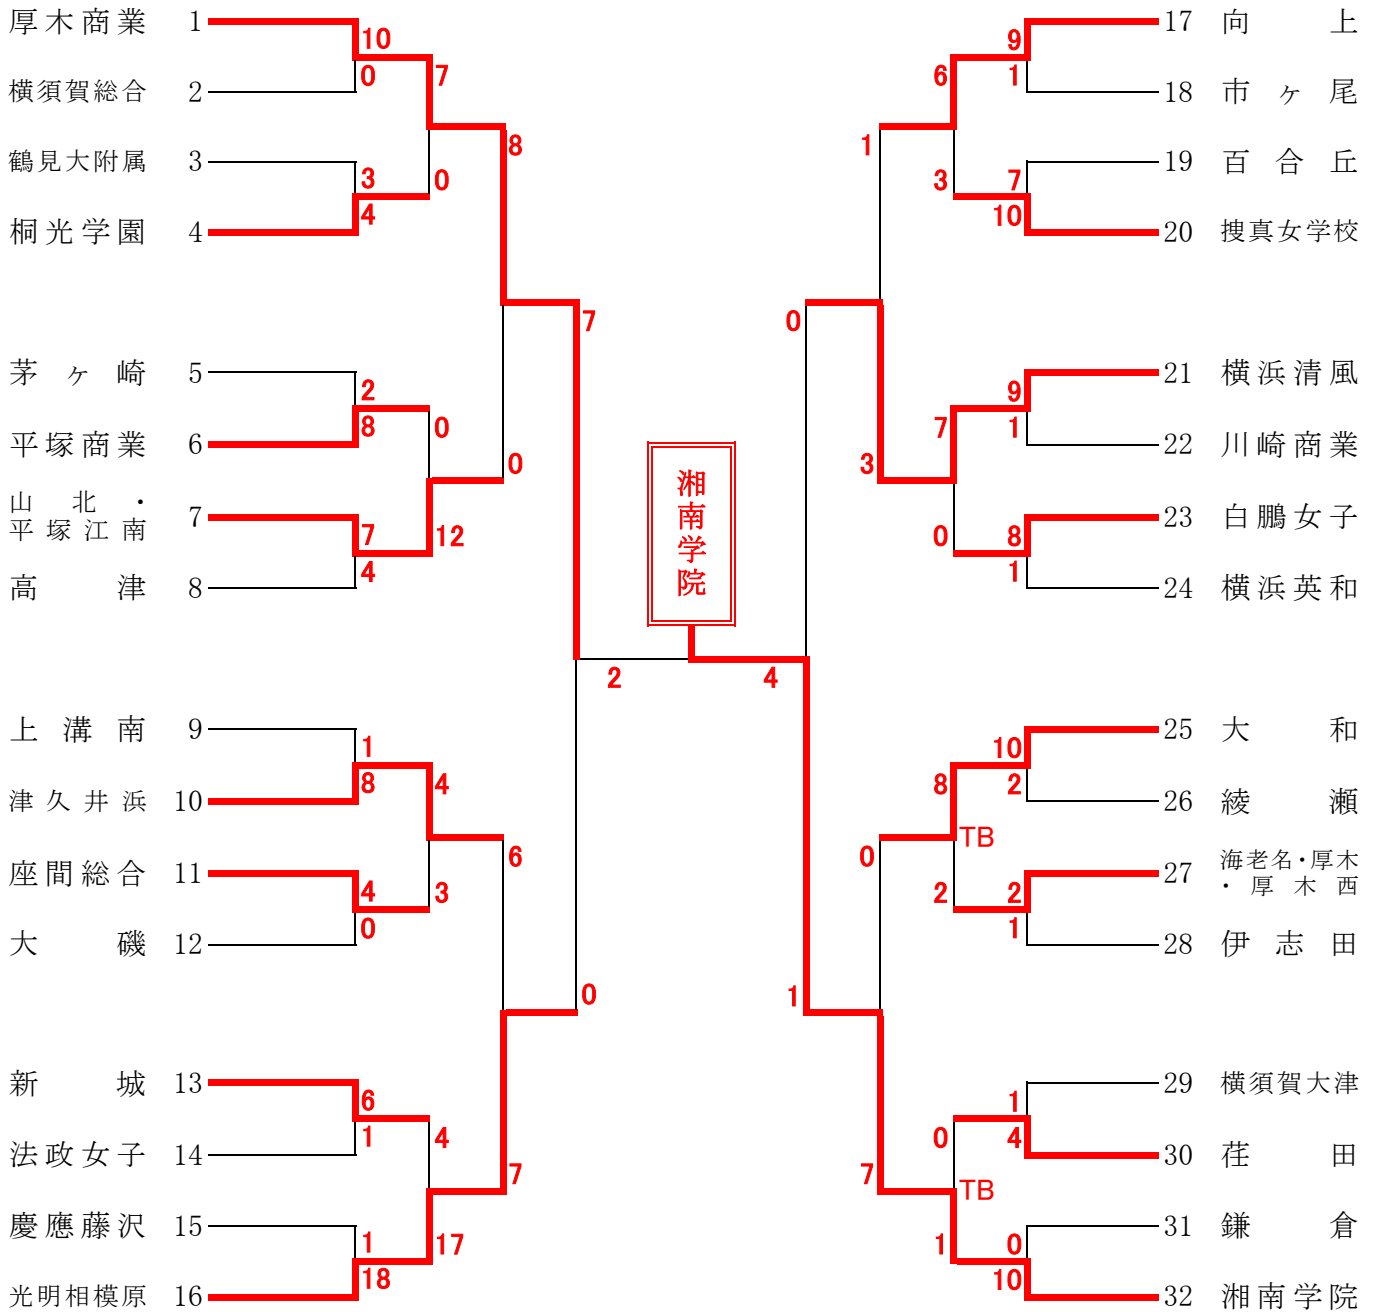 厚木商業 1
横須賀総合 2
鶴見大附属 3
桐光学園 4
茅ヶ崎 5
平塚商業 6
山北・
平塚江南 7
高津 8
上溝南 9
津久井浜 10
座間総合 11
大磯 12
新城 13
法政女子 14
慶應藤沢 15
光明相模原 16
10
0
7
3
4
0
8
2
8
0
7
4
12
0
7
1
8
4
4
0
3
6
6
1
4
1
18
17
7
0
2
湘南学院
4
0
1
1
6
3
9
1
7
10
3
7
0
9
1
8
1
0
8
TB
2
10
2
2
1
7
0
TB
1
1
4
0
10
17 向上
18 市ヶ尾
19 百合丘
20 捜真女学校
21 横浜清風
22 川崎商業
23 白鵬女子
24 横浜英和
25 大和
26 綾瀬
27 海老名・厚木
・厚木西
28 伊志田
29 横須賀大津
30 荏田
31 鎌倉
32 湘南学院